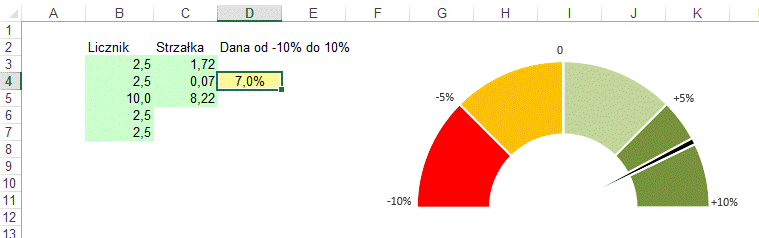 A B C D E F G H I J K
1
2 Licznik Strzałka Dana od -10% do 10%
3 2,5 1,72
4 2,5 0,07 7,0%
5 10,0 8,22
6 2,5
7 2,5
8
9
10
11
12
13
0
-5% +5%
-10% +10%